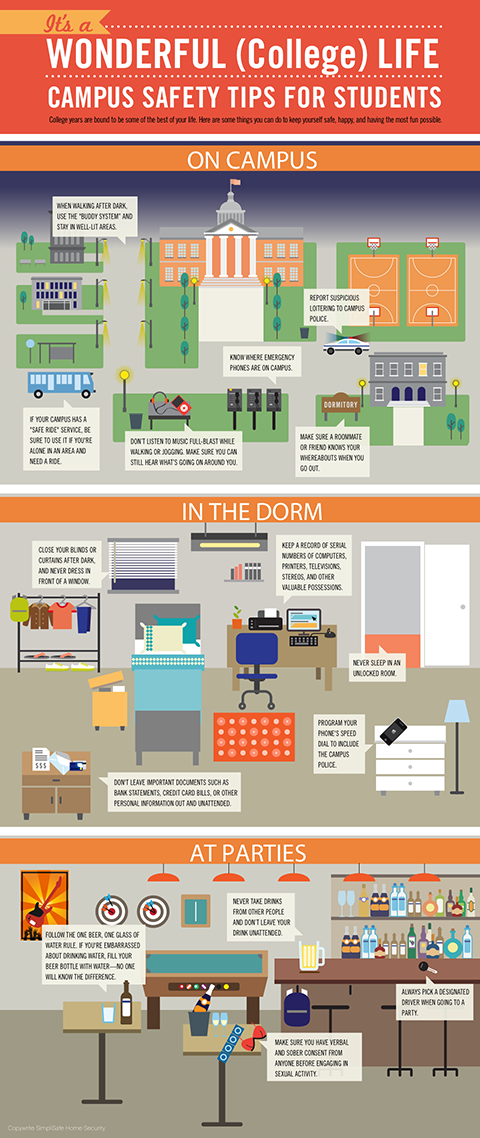 It's a
WONDERFUL (College) LIFE
CAMPUS SAFETY TIPS FOR STUDENTS
College years are bound to be some of the best of your life. Here are some things you can do to keep yourself safe, happy, and having the most fun possible.
ON CAMPUS
WHEN WALKING AFTER DARK,
USE THE "BUDDY SYSTEM" AND
STAY IN WELL-LIT AREAS.
REPORT SUSPICIOUS
LOITERING TO CAMPUS
POLICE.
KNOW WHERE EMERGENCY
PHONES ARE ON CAMPUS.
DORMITORY
IF YOUR CAMPUS HAS A
"SAFE RIDE" SERVICE, BE
SURE TO USE IT IF YOU'RE
ALONE IN AN AREA AND
NEED A RIDE.
DON'T LISTEN TO MUSIC FULL-BLAST WHILE
WALKING OR JOGGING. MAKE SURE YOU CAN
STILL HEAR WHAT'S GOING ON AROUND YOU.
MAKE SURE A ROOMMATE
OR FRIEND KNOWS YOUR
WHEREABOUTS WHEN YOU
GO OUT.
IN THE DORM
CLOSE YOUR BLINDS OR
CURTAINS AFTER DARK,
AND NEVER DRESS IN
FRONT OF A WINDOW.
KEEP A RECORD OF SERIAL
NUMBERS OF COMPUTERS,
PRINTERS, TELEVISIONS,
STEREOS, AND OTHER
VALUABLE POSSESSIONS.
NEVER SLEEP IN AN
UNLOCKED ROOM.
PROGRAM YOUR
PHONE'S SPEED
DIAL TO INCLUDE
THE CAMPUS
POLICE.
$$$
DON'T LEAVE IMPORTANT DOCUMENTS SUCH AS
BANK STATEMENTS, CREDIT CARD BILLS, OR OTHER
PERSONAL INFORMATION OUT AND UNATTENDED.
AT PARTIES
NEVER TAKE DRINKS
FROM OTHER PEOPLE
AND DON'T LEAVE YOUR
DRINK UNATTENDED.
FOLLOW THE ONE BEER, ONE GLASS OF
WATER RULE. IF YOU'RE EMBARRASSED
ABOUT DRINKING WATER, FILL YOUR
BEER BOTTLE WITH WATER—NO ONE
WILL KNOW THE DIFFERENCE.
ALWAYS PICK A DESIGNATED
DRIVER WHEN GOING TO A
PARTY.
MAKE SURE YOU HAVE VERBAL
AND SOBER CONSENT FROM
ANYONE BEFORE ENGAGING IN
SEXUAL ACTIVITY.
Copywrite SimpliSafe Home Security